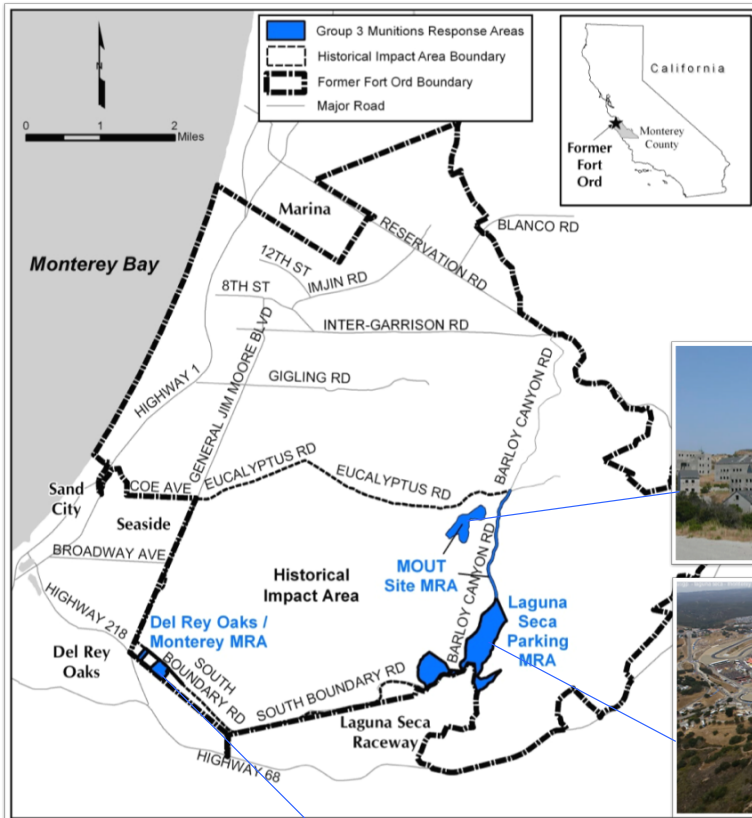 Group 3 Munitions Response Areas
Historical Impact Area Boundary
Former Fort Ord Boundary
Major Road
California
Monterey
County
Former
Fort
Ord
N
0 1 2
Miles
Marina
Monterey Bay
RESERVATION RD
BLANCO RD
12TH ST
IMJIN RD
8TH ST
INTER-GARRISON RD
GIGLING RD
HIGHWAY 1
GENERAL JIM MOORE BLVD
BARLOY CANYON RD
Sand
City
COE AVE
EUCALYPTUS RD
EUCALYPTUS RD
Seaside
BROADWAY AVE
MOUT
Site MRA
BARLOY CANYON RD
Historical
Impact Area
HIGHWAY 218
Del Rey Oaks /
Monterey MRA
Laguna
Seca
Parking
MRA
Del Rey
Oaks
SOUTH
BOUNDARY RD
SOUTH BOUNDARY RD
Laguna Seca
Raceway
HIGHWAY 68